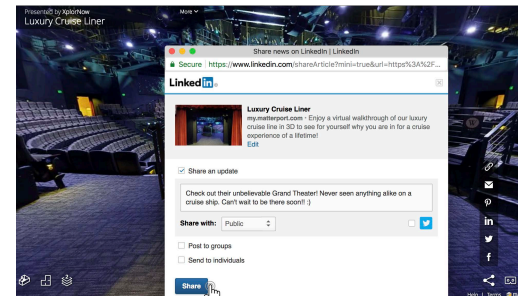 Presented by XplorNow
Luxury Cruise Liner
More
Share news on LinkedIn | LinkedIn
Secure | https://www.linkedin.com/shareArticle?mini=true&url=https%3A%2F...
Linked in
Luxury Cruise Liner
my.matterport.com • Enjoy a virtual walkthrough of our luxury
cruise line in 3D to see for yourself why you are in for a cruise
experience of a lifetime!
Edit
Share an update
Check out their unbelievable Grand Theater! Never seen anything alike on a
cruise ship. Can't wait to be there soon!! :)
Share with: Public
Post to groups
Send to individuals
Share
in
f
Help | Terms